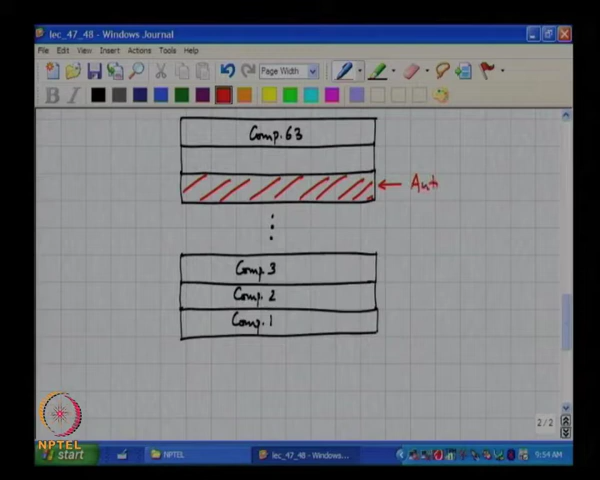 lec_47_48 - Windows Journal
File Edit View Insert Actions Tools Help
Page Width
B I
Comp. 63
← Ant
Comp. 3
Comp. 2
Comp. 1
2/2
NPTEL
start NPTEL lec_47_48 - Windows... 9:54 AM